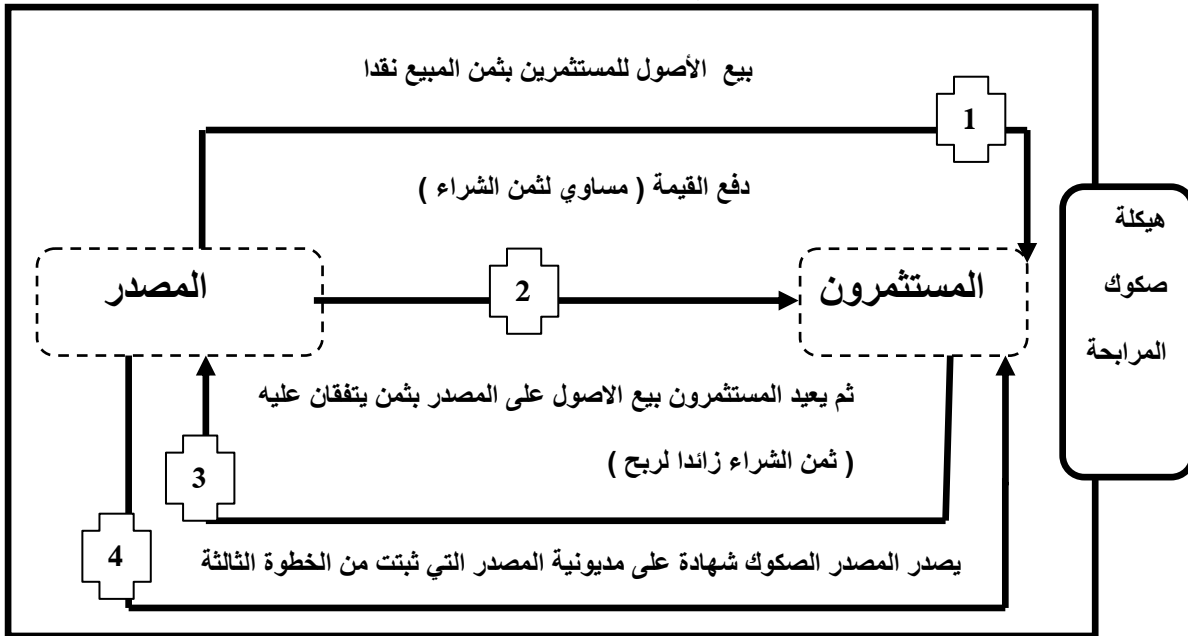 بيع الأصول للمستثمرين بثمن المبيع نقدا
1
دفع القيمة ( مساوي لثمن الشراء )
هيكلة
صكوك
المرابحة
المستثمرون
2
المصدر
ثم يعيد المستثمرون بيع الاصول على المصدر بثمن يتفقان عليه
( ثمن الشراء زائدا لربح )
3
4
يصدر المصدر الصكوك شهادة على مديونية المصدر التي ثبتت من الخطوة الثالثة